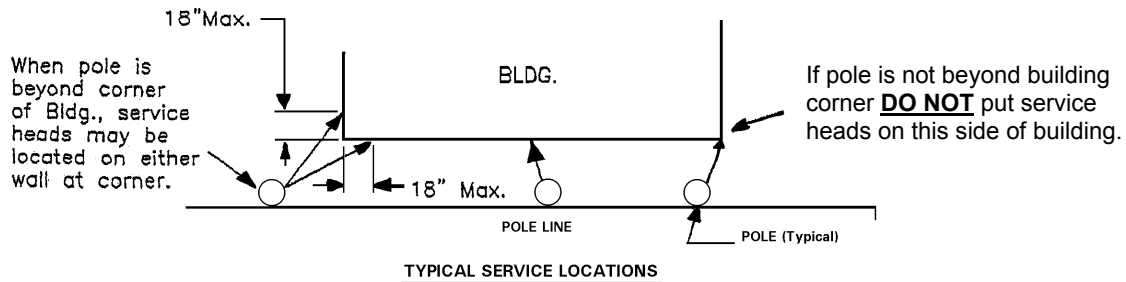 18"Max.
When pole is
beyond corner
of Bldg., service
heads may be
located on either
wall at corner.
BLDG.
If pole is not beyond building
corner DO NOT put service
heads on this side of building.
18" Max.
POLE LINE
POLE (Typical)
TYPICAL SERVICE LOCATIONS